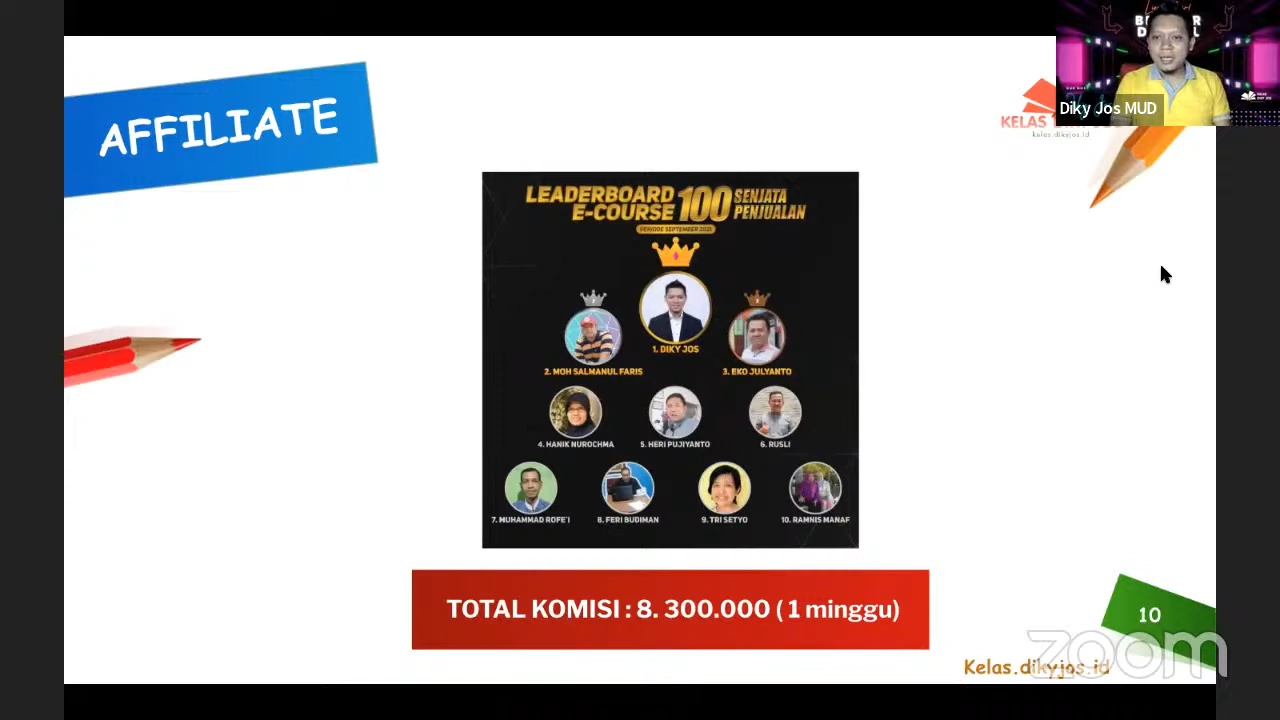 AFFILIATE
Diky Jos MUD
kelas.dikyjos.id
LEADERBOARD
E-COURSE
100
SENJATA
PENJUALAN
PERIODE SEPTEMBER 2021
1. DIKY JOS
2. MOH SALMANUL FARIS
3. EKO JULYANTO
4. HANIK NUROCHMA
5. HERI PUJIYANTO
6. RUSLI
7. MUHAMMAD ROFE'I
8. FERI BUDIMAN
9. TRI SETYO
10. RAMNIS MANAF
TOTAL KOMISI : 8. 300.000 ( 1 minggu)
10
zoom
Kelas.dikyjos.id